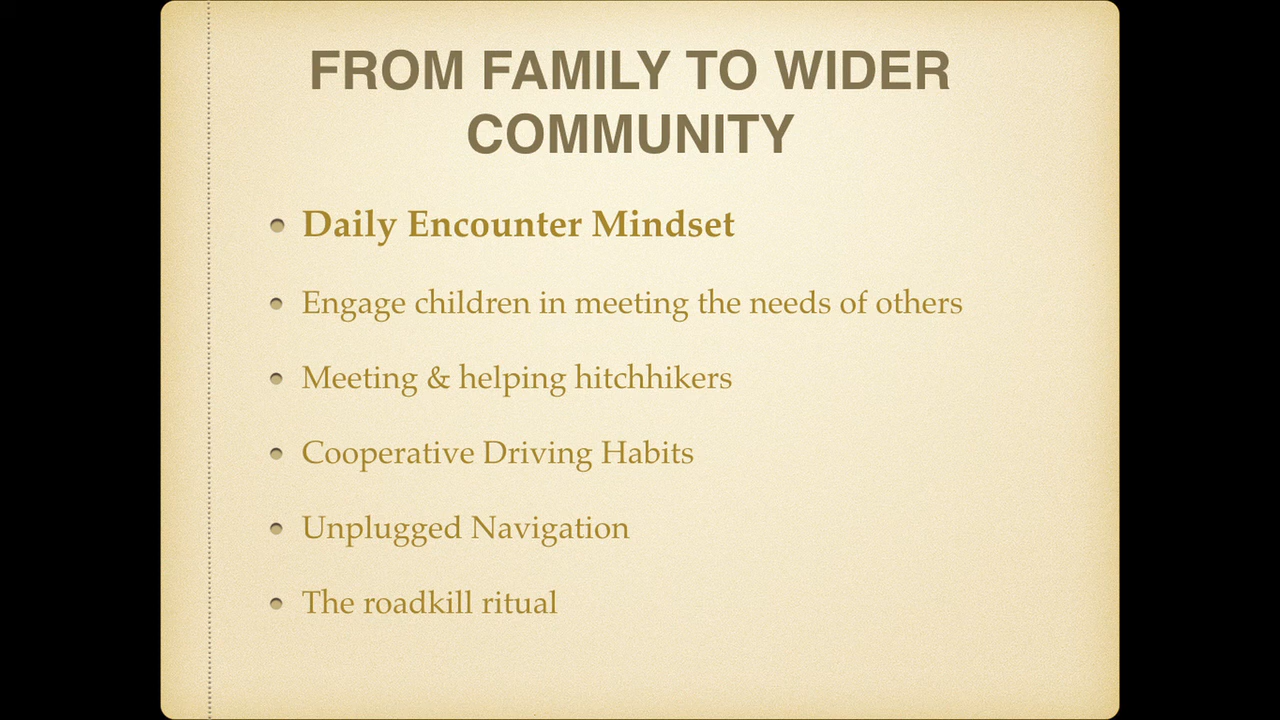 FROM FAMILY TO WIDER
COMMUNITY
Daily Encounter Mindset
Engage children in meeting the needs of others
Meeting & helping hitchhikers
Cooperative Driving Habits
Unplugged Navigation
The roadkill ritual